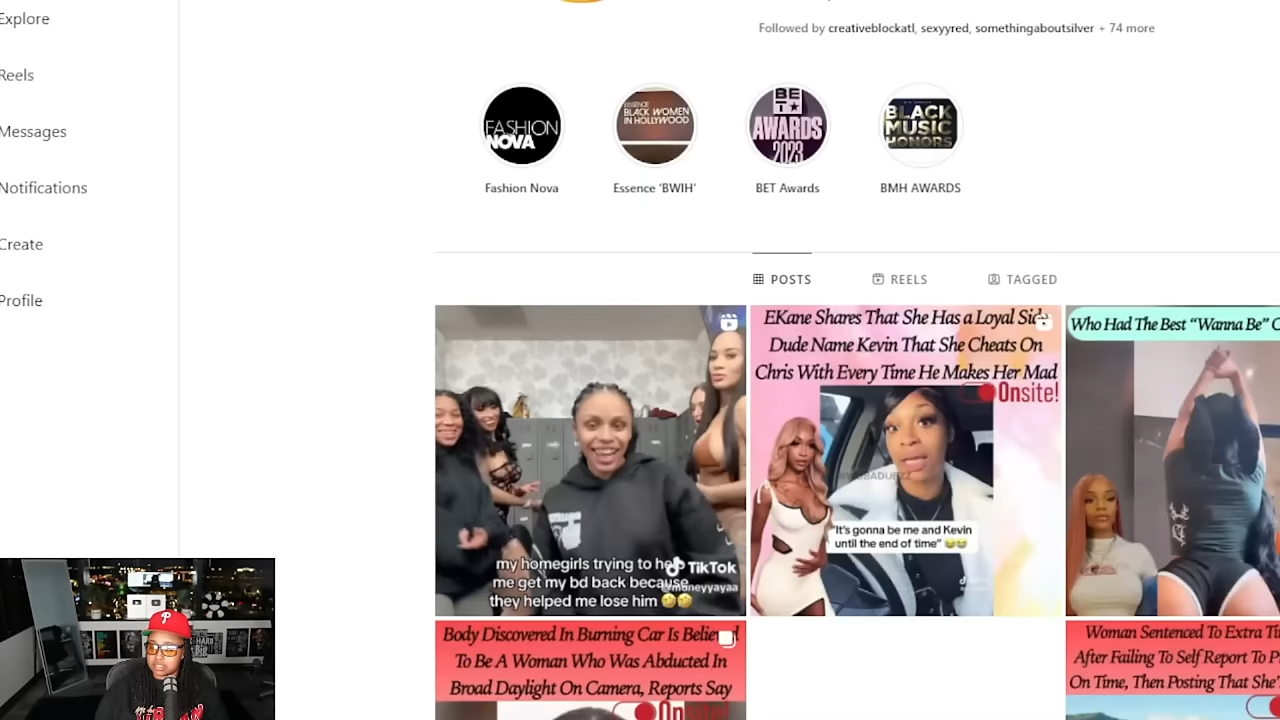 Explore
Reels
Messages
Notifications
Create
Profile
Followed by creativeblockatl, sexyyred, somethingaboutsilver + 74 more
FASHION
NOVA
ESSENCE
BLACK WOMEN
IN HOLLYWOOD
BET
AWARDS
2023
BLACK
MUSIC
HONORS
Fashion Nova
Essence ‘BWIH’
BET Awards
BMH AWARDS
POSTS
REELS
TAGGED
my homegirls trying to help
me get my bd back because
they helped me lose him 🤣🤣
TikTok
@moneyyayaa
EKane Shares That She Has a Loyal Side
Dude Name Kevin That She Cheats On
Chris With Every Time He Makes Her Mad
Onsite!
"It's gonna be me and Kevin
until the end of time" 😂😂
Who Had The Best “Wanna Be” C
Body Discovered In Burning Car Is Believed
To Be A Woman Who Was Abducted In
Broad Daylight On Camera, Reports Say
Onsite!
Woman Sentenced To Extra Ti
After Failing To Self Report To P
On Time, Then Posting That She'
P